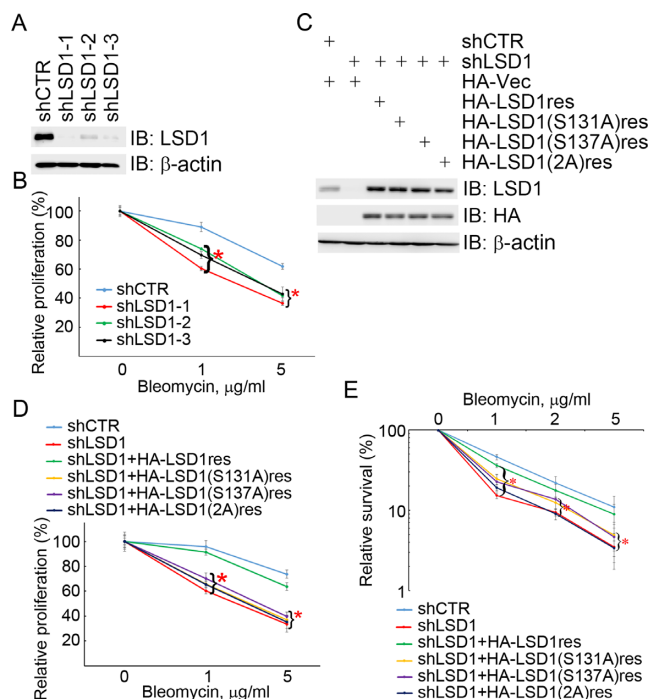 A
shCTR
shLSD1-1
shLSD1-2
shLSD1-3
IB: LSD1
IB: β-actin
B
Relative proliferation (%)
100
80
60
40
20
*
*
shCTR
shLSD1-1
shLSD1-2
shLSD1-3
0 1 5
Bleomycin, μg/ml
C
+ shCTR
+ + + + + shLSD1
+ + HA-Vec
+ HA-LSD1res
+ HA-LSD1(S131A)res
+ HA-LSD1(S137A)res
+ HA-LSD1(2A)res
IB: LSD1
IB: HA
IB: β-actin
D
shCTR
shLSD1
shLSD1+HA-LSD1res
shLSD1+HA-LSD1(S131A)res
shLSD1+HA-LSD1(S137A)res
shLSD1+HA-LSD1(2A)res
Relative proliferation (%)
100
80
60
40
20
*
*
0 1 5
Bleomycin, μg/ml
E
Bleomycin, μg/ml
0 1 2 5
Relative survival (%)
100
10
1
*
*
*
shCTR
shLSD1
shLSD1+HA-LSD1res
shLSD1+HA-LSD1(S131A)res
shLSD1+HA-LSD1(S137A)res
shLSD1+HA-LSD1(2A)res